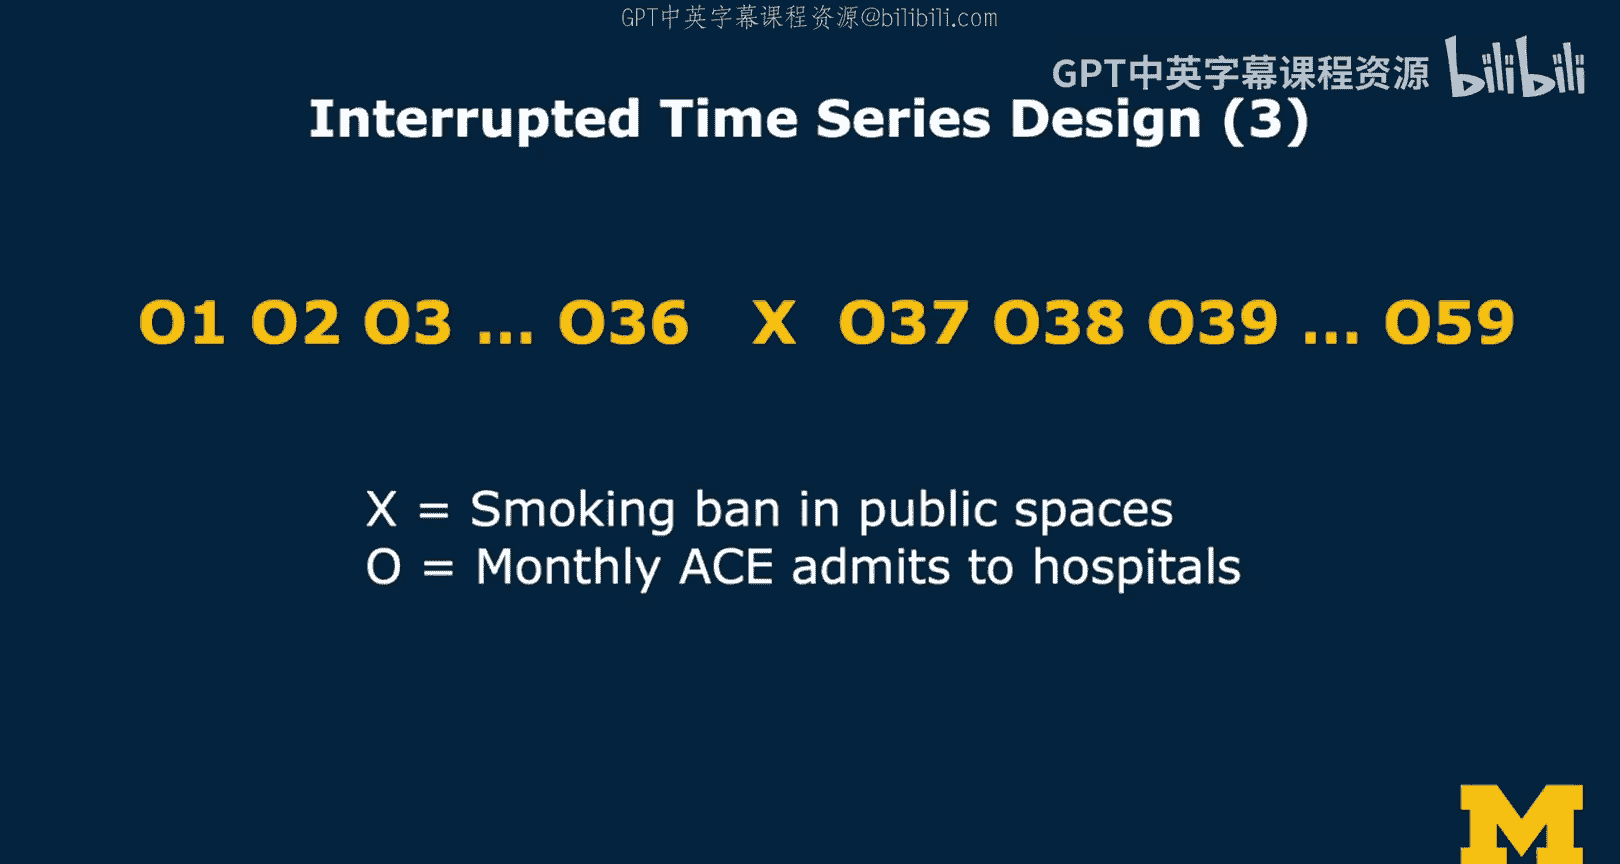 GPT中英字幕课程资源@bilibili.com
GPT中英字幕课程资源 bilibili
Interrupted Time Series Design (3)
O1 O2 O3 ... O36 X O37 O38 O39 ... O59
X = Smoking ban in public spaces
O = Monthly ACE admits to hospitals
M